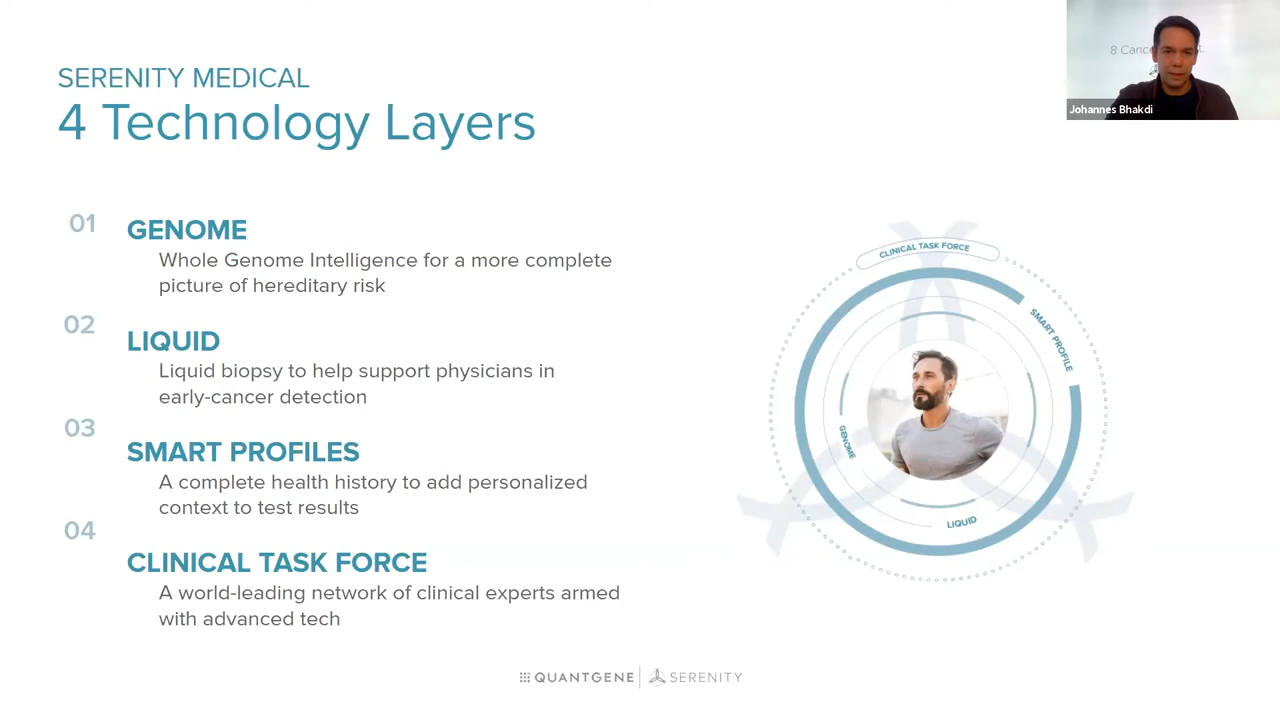 SERENITY MEDICAL
4 Technology Layers
01
GENOME
Whole Genome Intelligence for a more complete
picture of hereditary risk
02
LIQUID
Liquid biopsy to help support physicians in
early-cancer detection
03
SMART PROFILES
A complete health history to add personalized
context to test results
04
CLINICAL TASK FORCE
A world-leading network of clinical experts armed
with advanced tech
CLINICAL TASK FORCE
SMART PROFILE
GENOME
LIQUID
QUANTGENE
SERENITY
8
Johannes Bhakdi